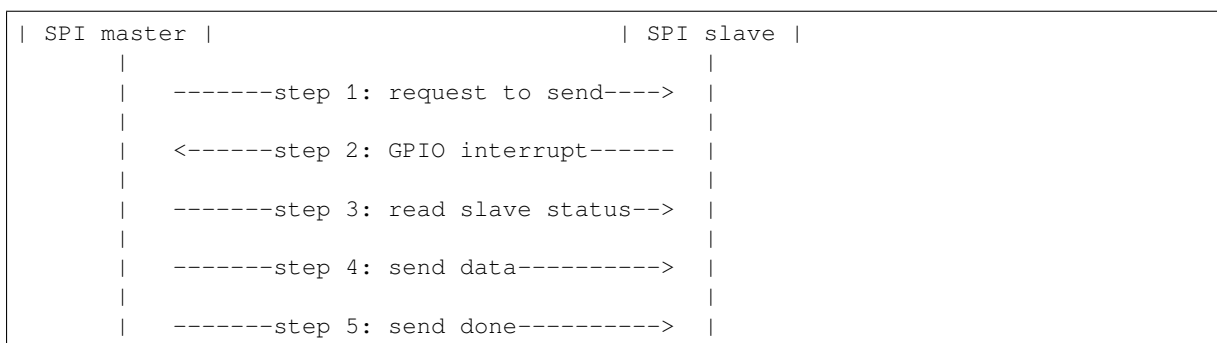 | SPI master |                                 | SPI slave |
       |                                               |
       |   -------step 1: request to send---->  |
       |                                               |
       |   <------step 2: GPIO interrupt------  |
       |                                               |
       |   -------step 3: read slave status-->  |
       |                                               |
       |   -------step 4: send data---------->  |
       |                                               |
       |   -------step 5: send done---------->  |